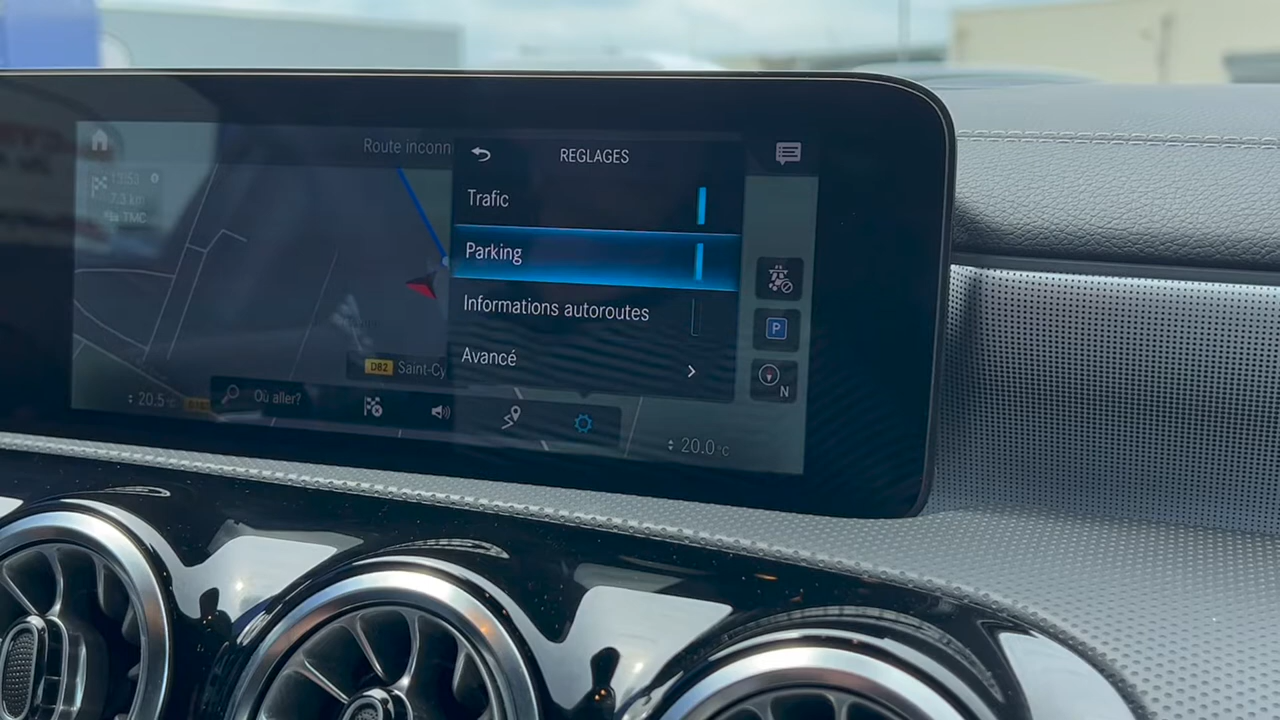 Route inconn
REGLAGES
13:53
7.3 km
TMC
Trafic
Parking
Informations autoroutes
Avancé
P
N
D82 Saint-Cy
Où aller?
20.5 °C
20.0 °C